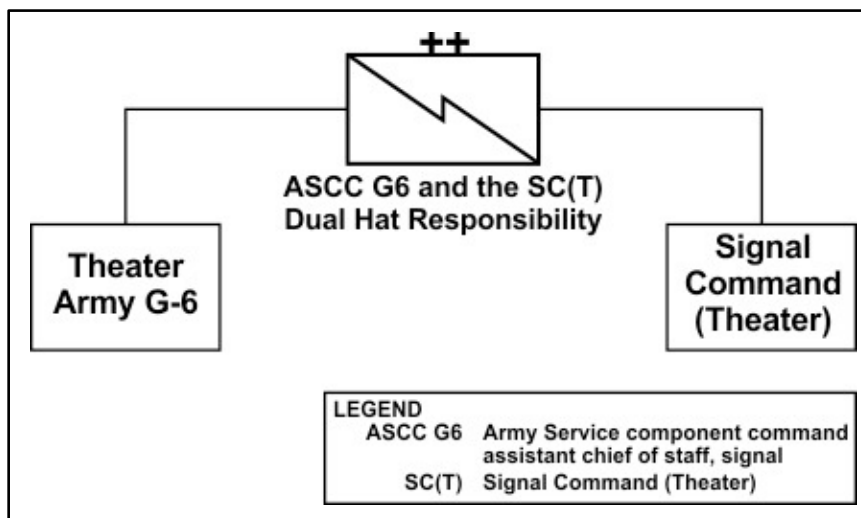 ++
ASCC G6 and the SC(T)
Dual Hat Responsibility
Theater
Army G-6
Signal
Command
(Theater)
LEGEND
ASCC G6 Army Service component command
assistant chief of staff, signal
SC(T) Signal Command (Theater)